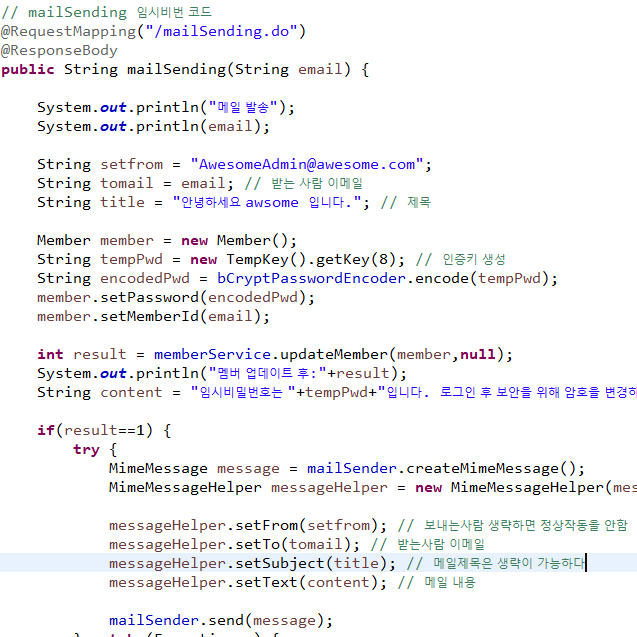 // mailSending 임시비번 코드
@RequestMapping("/mailSending.do")
@ResponseBody
public String mailSending(String email) {
System.out.println("메일 발송");
System.out.println(email);
String setfrom = "AwesomeAdmin@awesome.com";
String tomail = email; // 받는 사람 이메일
String title = "안녕하세요 awsome 입니다."; // 제목
Member member = new Member();
String tempPwd = new TempKey().getKey(8); // 인증키 생성
String encodedPwd = bCryptPasswordEncoder.encode(tempPwd);
member.setPassword(encodedPwd);
member.setMemberId(email);
int result = memberService.updateMember(member,null);
System.out.println("멤버 업데이트 후:"+result);
String content = "임시비밀번호는 "+tempPwd+"입니다. 로그인 후 보안을 위해 암호을 변경하
if(result==1) {
try {
MimeMessage message = mailSender.createMimeMessage();
MimeMessageHelper messageHelper = new MimeMessageHelper(mes
messageHelper.setFrom(setfrom); // 보내는사람 생략하면 정상작동을 안함
messageHelper.setTo(tomail); // 받는사람 이메일
messageHelper.setSubject(title); // 메일제목은 생략이 가능하다
messageHelper.setText(content); // 메일 내용
mailSender.send(message);